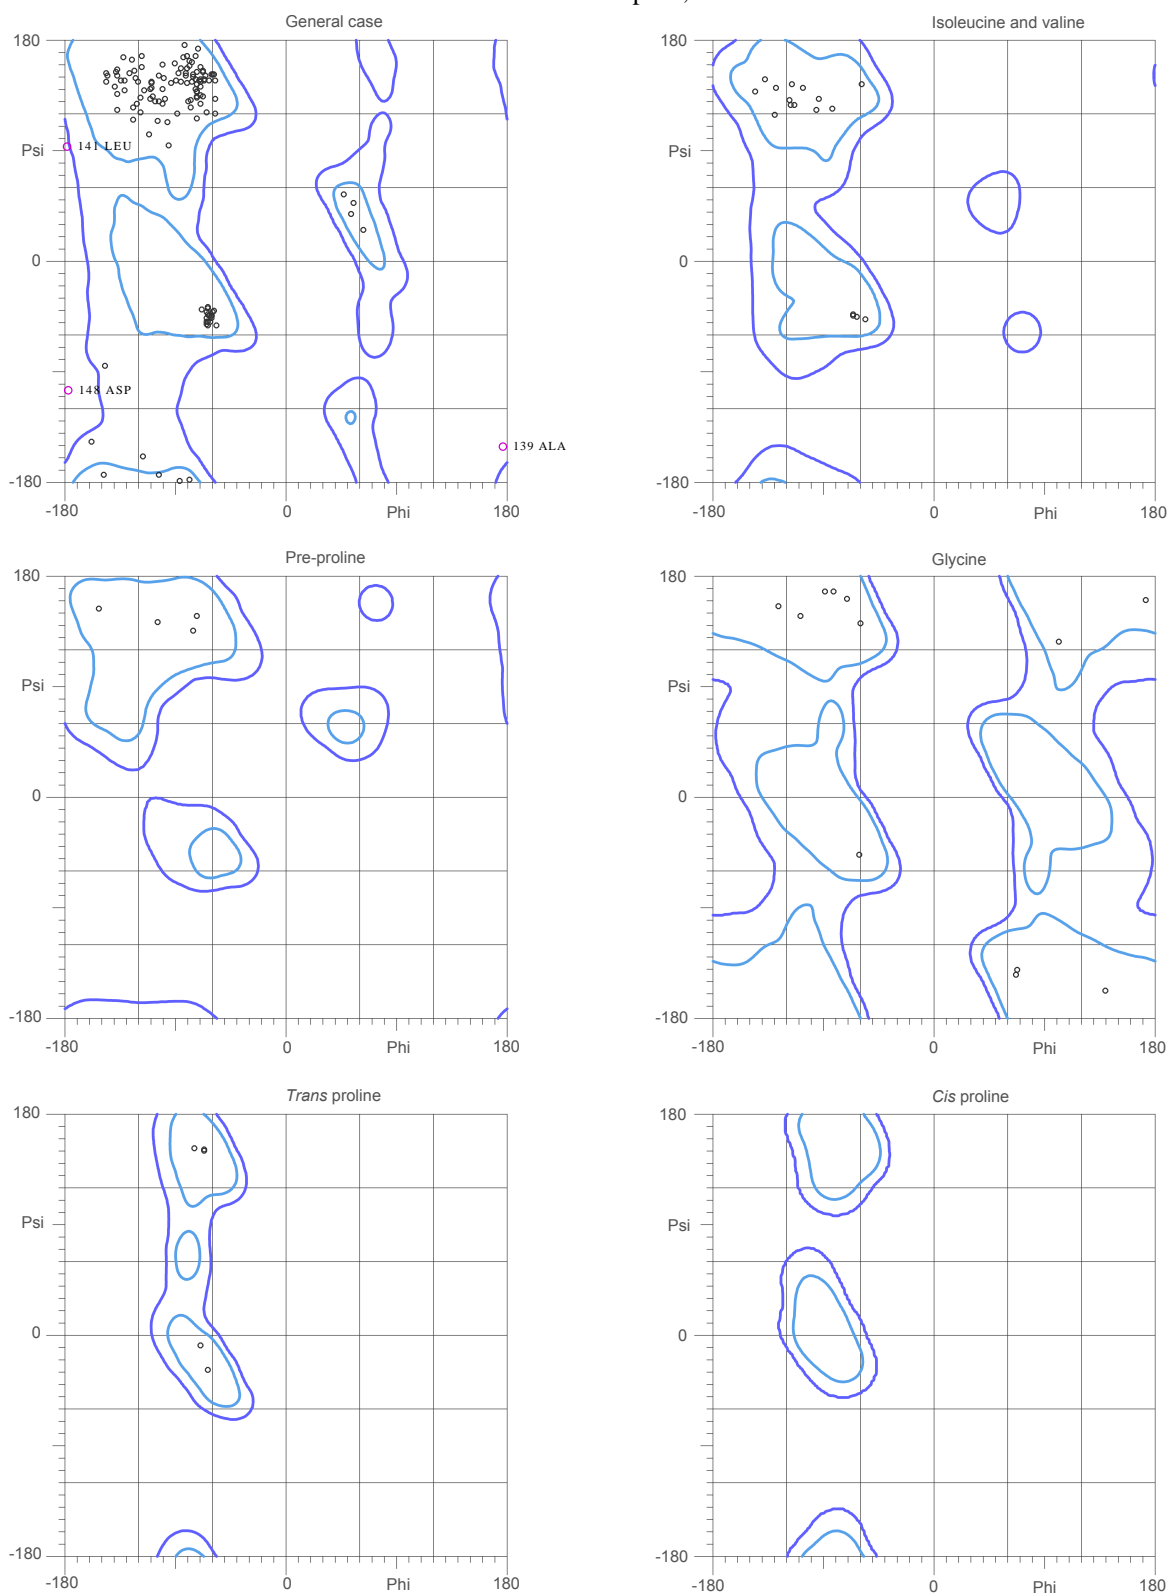 General case
Isoleucine and valine
180
180
141 LEU
Psi
Psi
0
0
148 ASP
139 ALA
-180
-180
-180
0
Phi
180
-180
0
Phi
180
Pre-proline
Glycine
180
180
Psi
Psi
0
0
-180
-180
-180
0
Phi
180
-180
0
Phi
180
Trans proline
Cis proline
180
180
Psi
Psi
0
0
-180
-180
-180
0
Phi
180
-180
0
Phi
180